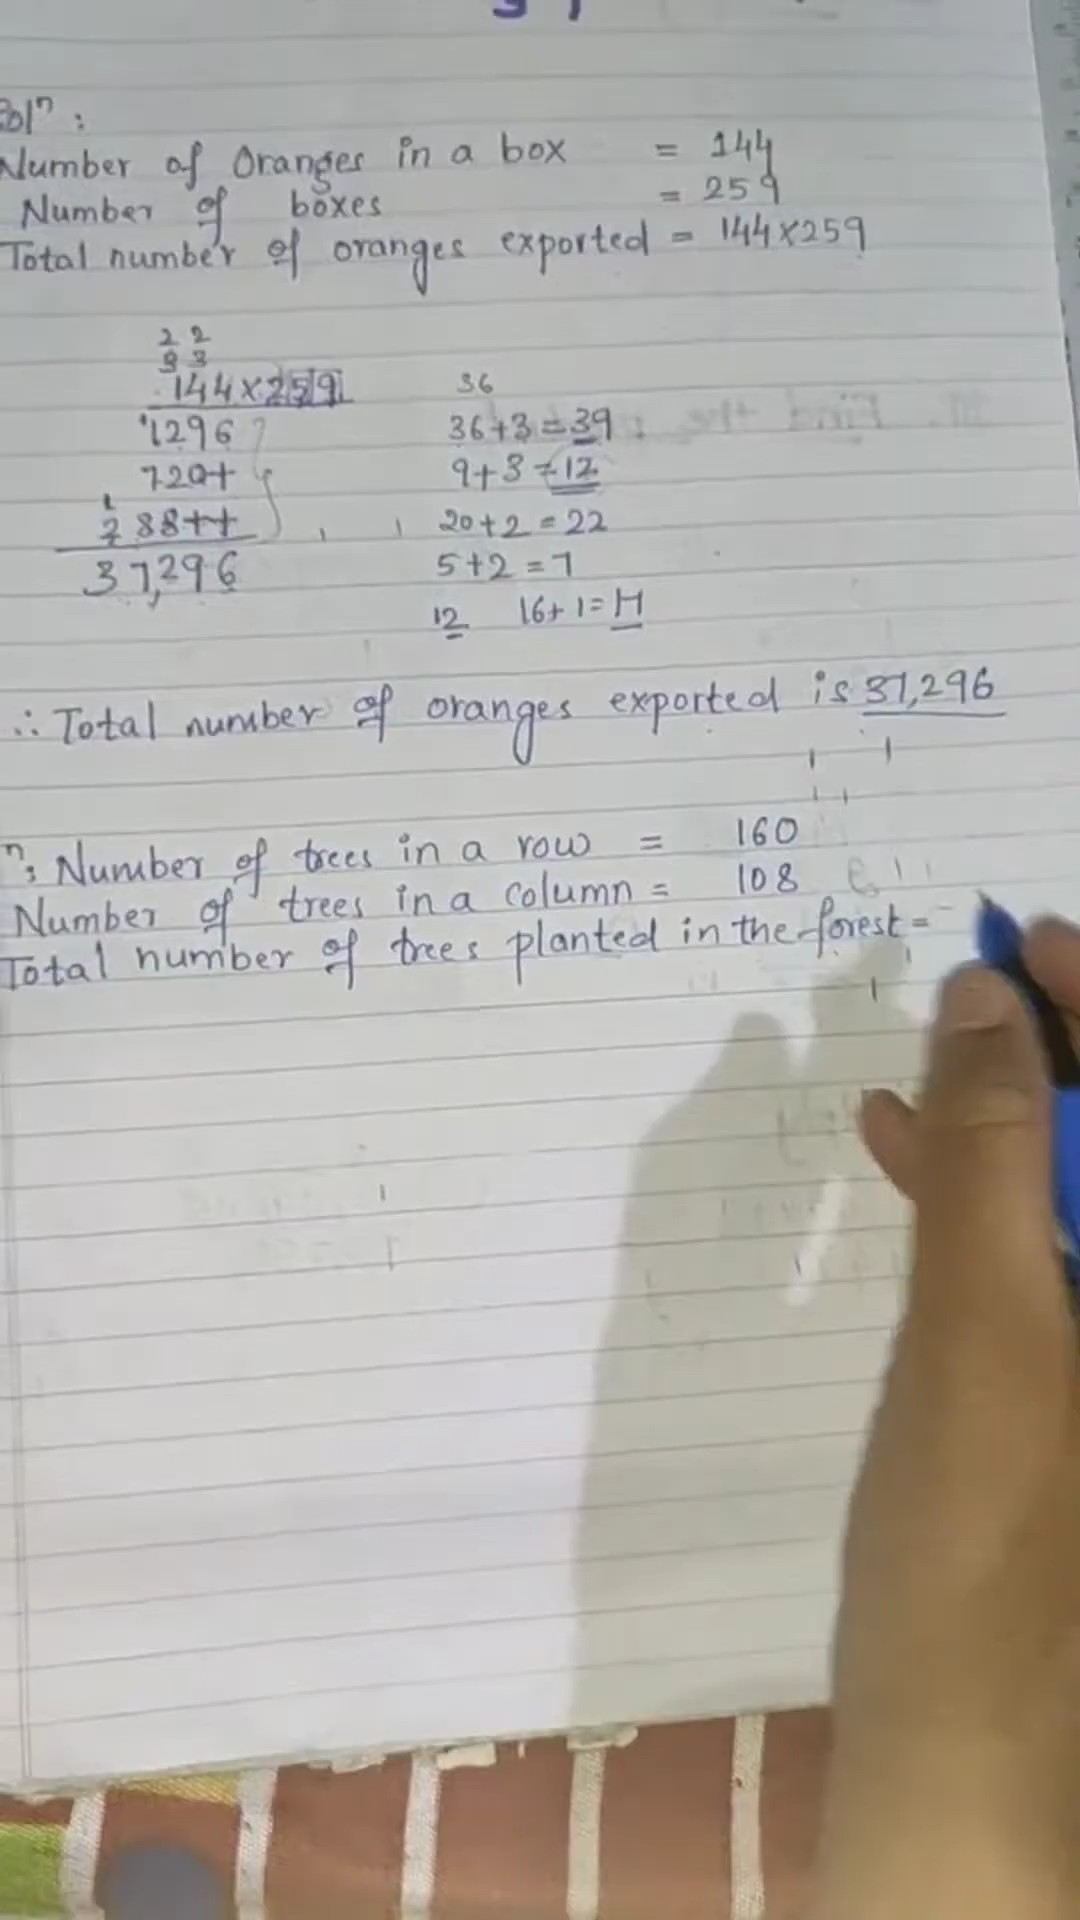 Solⁿ :
Number of Oranges in a box = 144
Number of boxes = 259
Total number of oranges exported = 144×259
2 2
3 3
144×259
1296
720+
1
288++
37,296
36
36+3=39
9+3=12
20+2=22
5+2=7
12 16+1=17
∴ Total number of oranges exported is 37,296
ⁿ: Number of trees in a row = 160
Number of trees in a column = 108
Total number of trees planted in the forest =